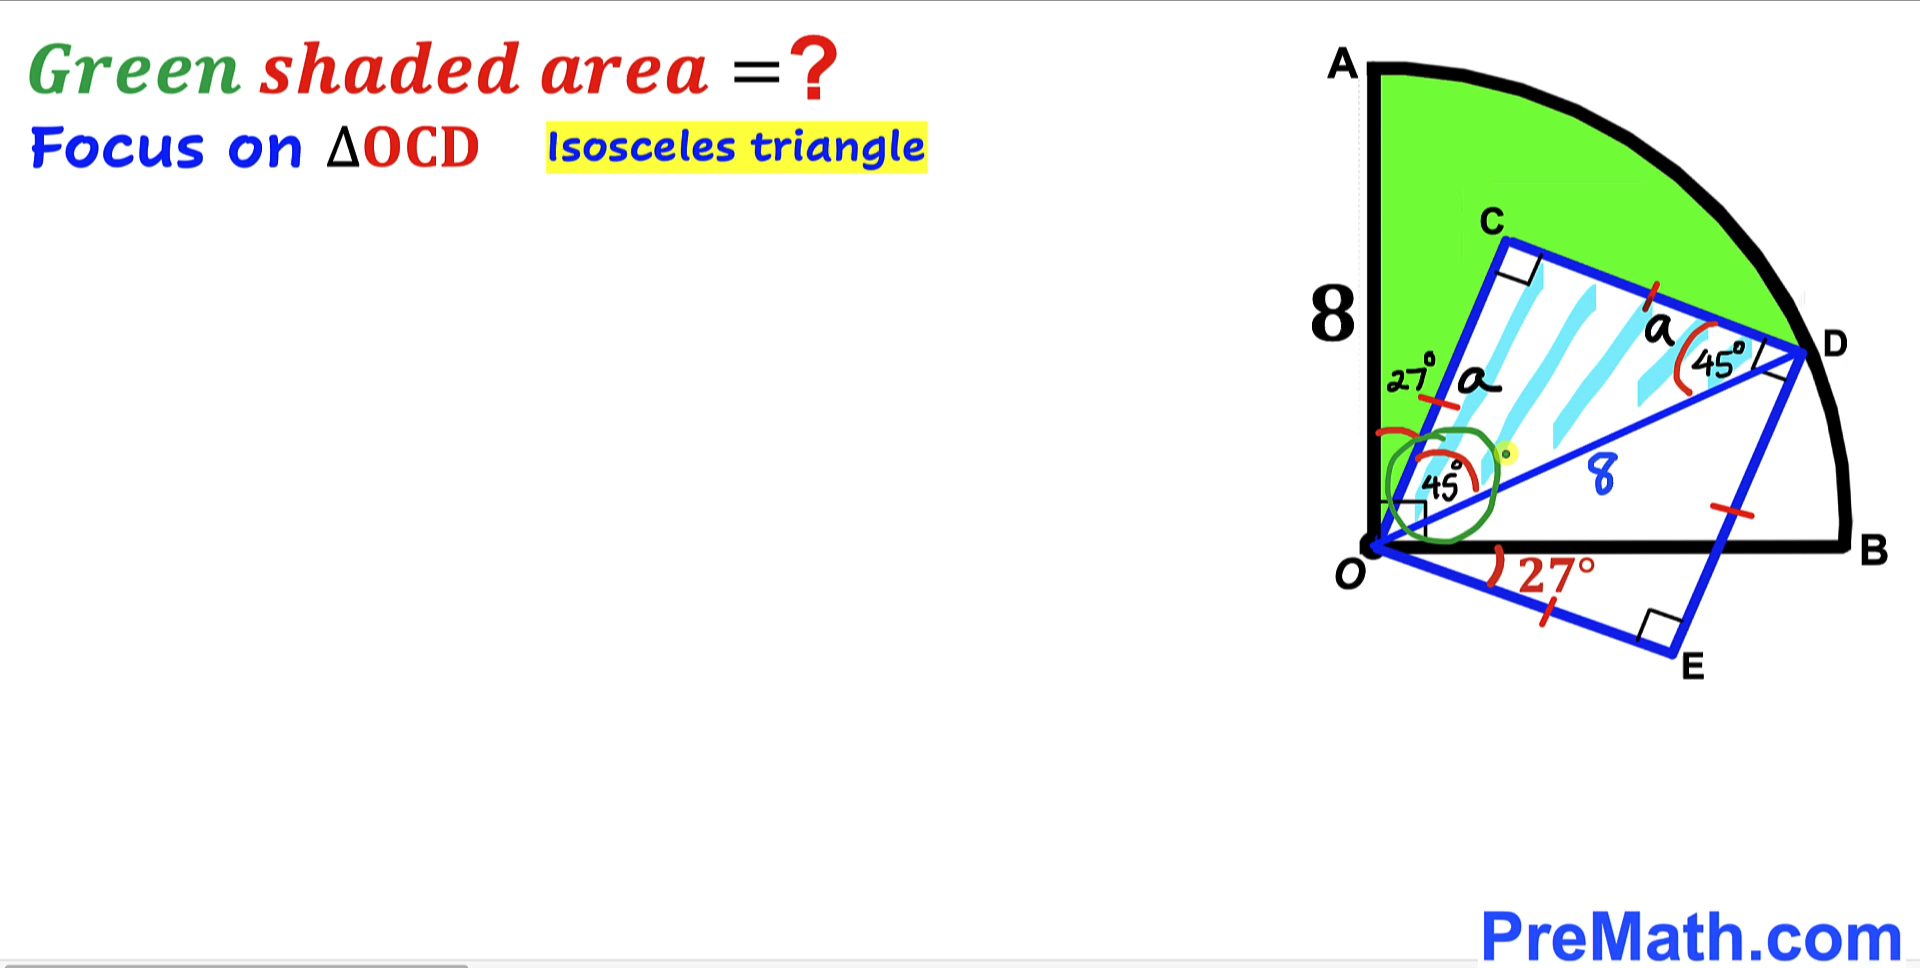 Green shaded area =?
Focus on ΔOCD Isosceles triangle
A
C
8
a
D
45°
27°
a
8
45°
B
O
27°
E
PreMath.com